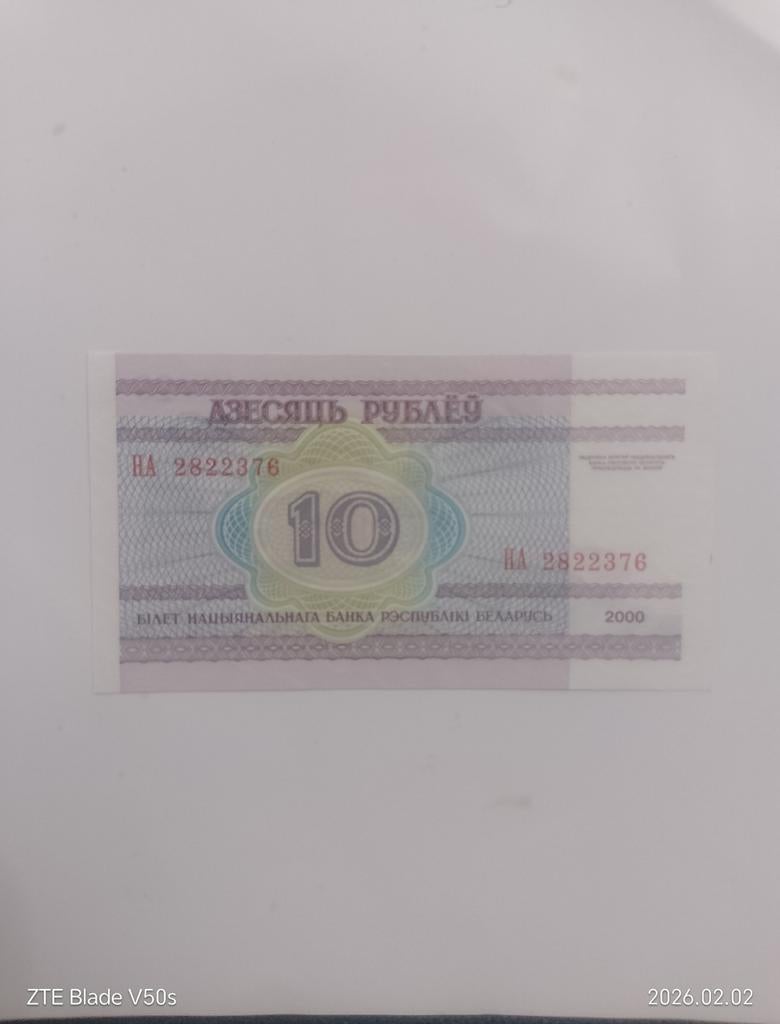 ДЗЕСЯЦЬ РУБЛЁЎ
НА 2822376
10
НА 2822376
БІЛЕТ НАЦЫЯНАЛЬНАГА БАНКА РЭСПУБЛІКІ БЕЛАРУСЬ 2000
ZTE Blade V50s
2026.02.02